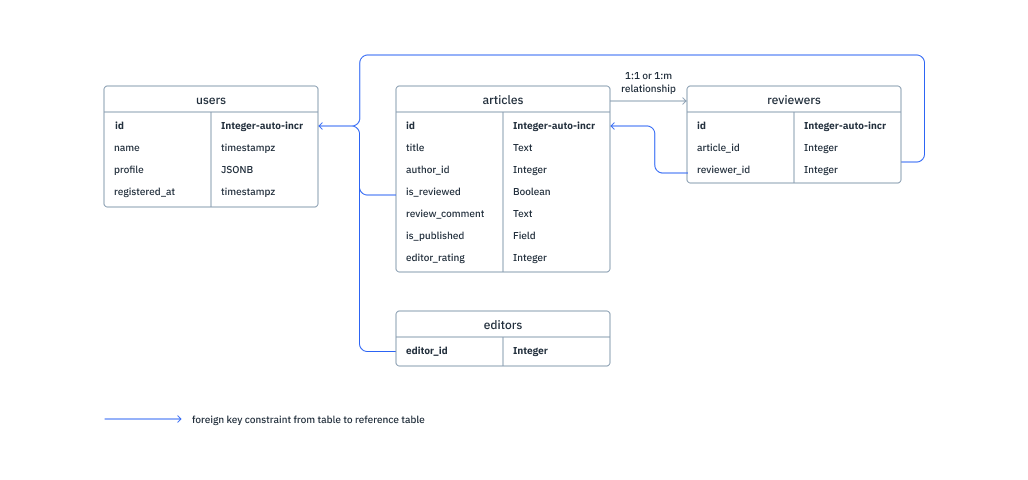 1:1 or 1:m
relationship
users
articles
reviewers
id Integer-auto-incr
name timestampz
profile JSONB
registered_at timestampz
id Integer-auto-incr
title Text
author_id Integer
is_reviewed Boolean
review_comment Text
is_published Field
editor_rating Integer
id Integer-auto-incr
article_id Integer
reviewer_id Integer
editors
editor_id Integer
foreign key constraint from table to reference table